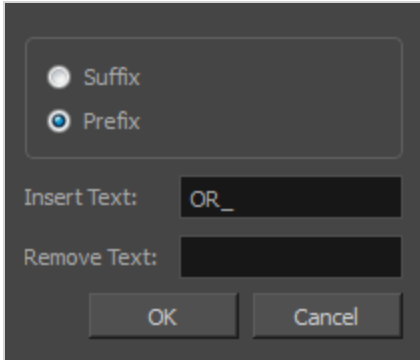 Suffix
Prefix
Insert Text: OR_
Remove Text:
OK Cancel